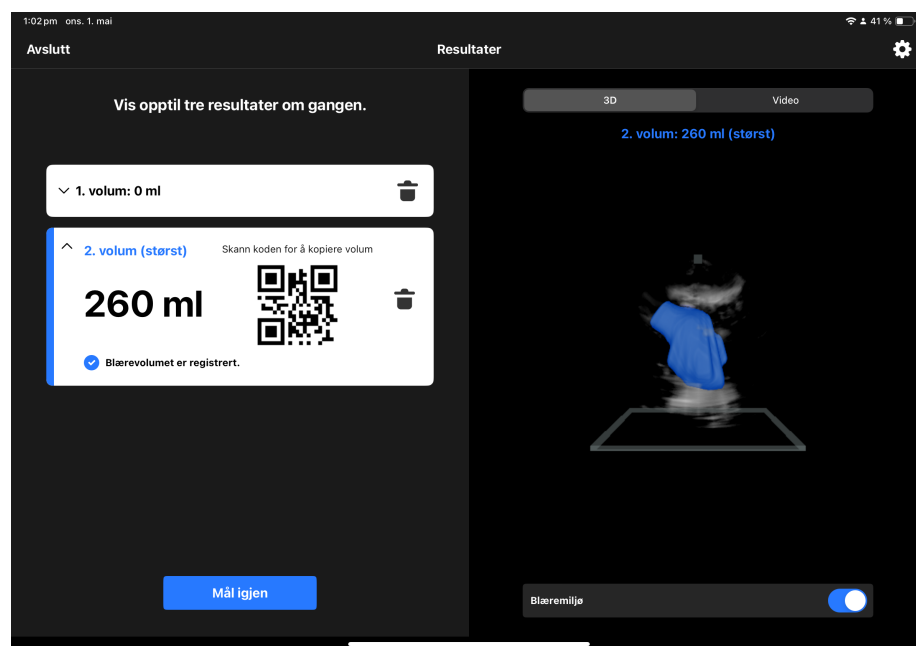 1:02 pm ons. 1. mai
41 %
Avslutt
Resultater
Vis opptil tre resultater om gangen.
3D
Video
2. volum: 260 ml (størst)
1. volum: 0 ml
2. volum (størst)
Skann koden for å kopiere volum
260 ml
Blærevolumet er registrert.
Mål igjen
Blæremiljø